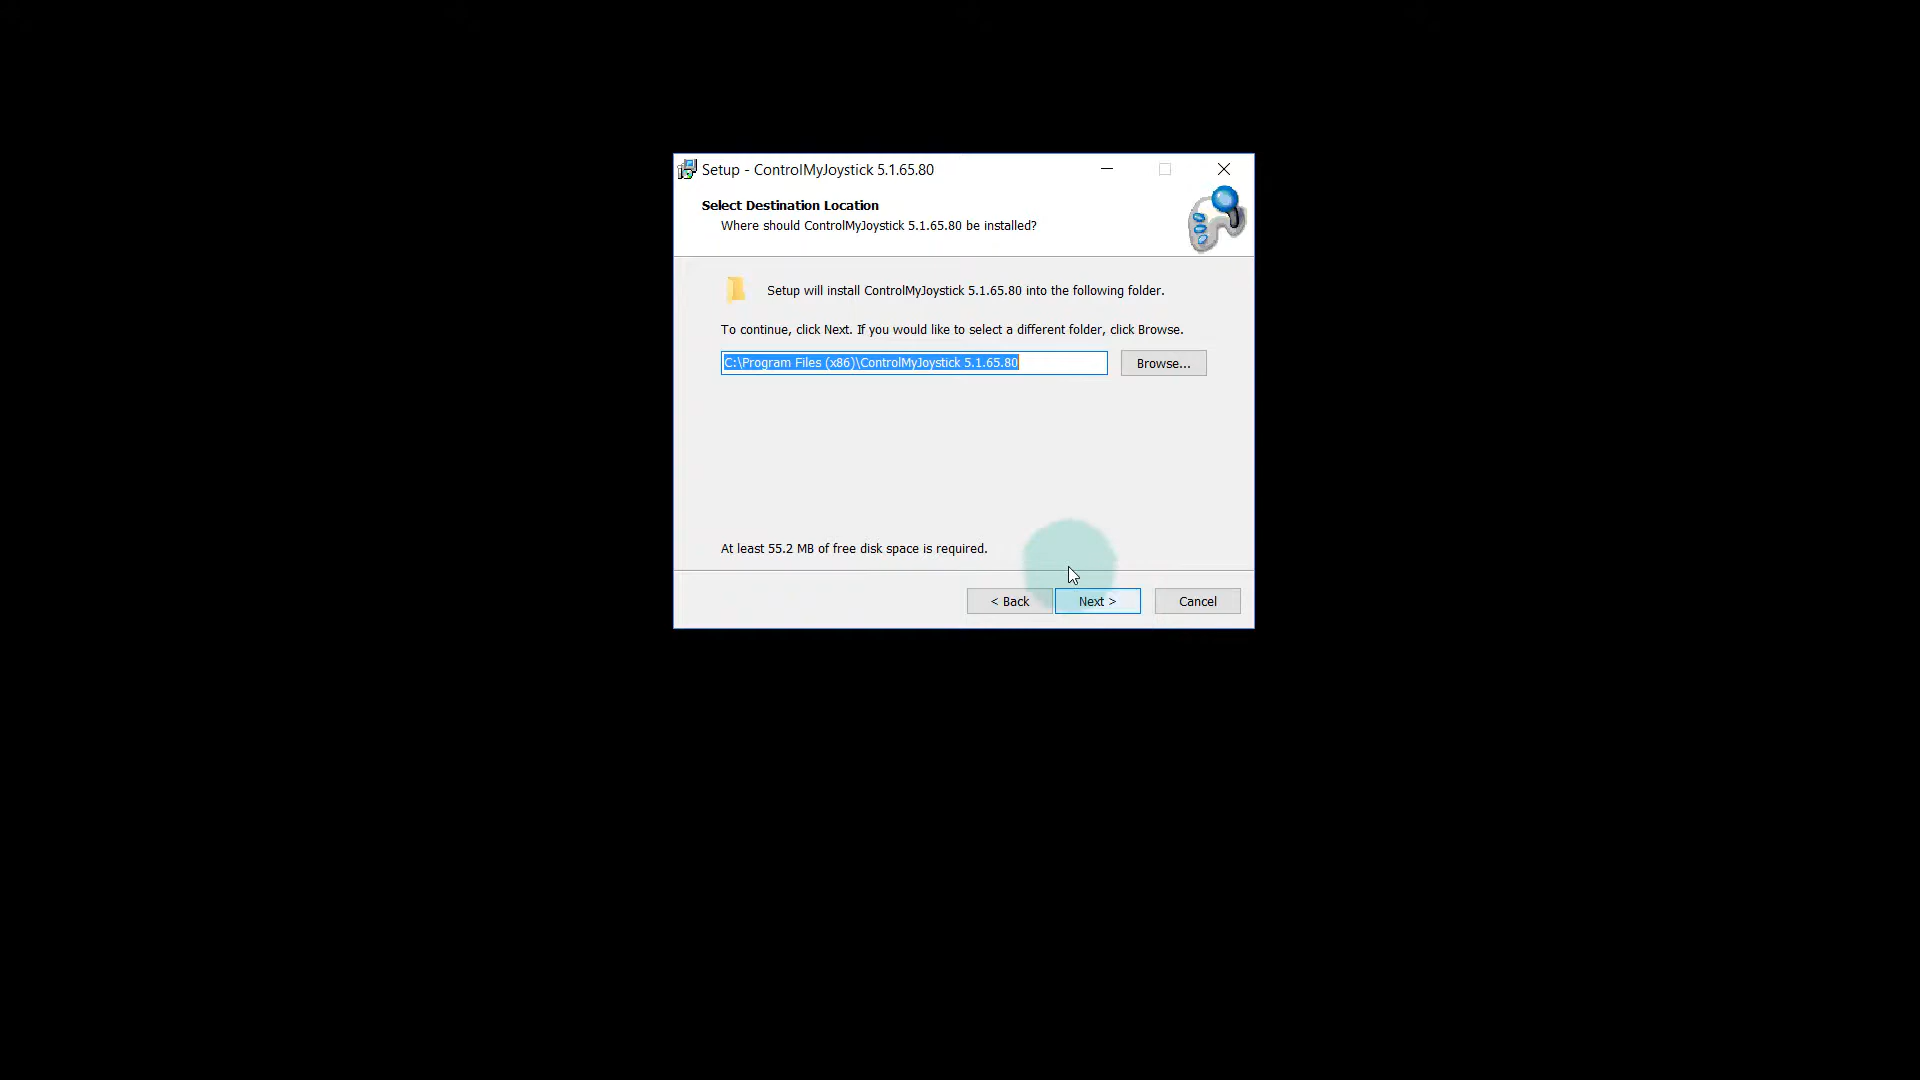 Setup - ControlMyJoystick 5.1.65.80
Select Destination Location
Where should ControlMyJoystick 5.1.65.80 be installed?
Setup will install ControlMyJoystick 5.1.65.80 into the following folder.
To continue, click Next. If you would like to select a different folder, click Browse.
C:\Program Files (x86)\ControlMyJoystick 5.1.65.80 Browse...
At least 55.2 MB of free disk space is required.
< Back Next > Cancel